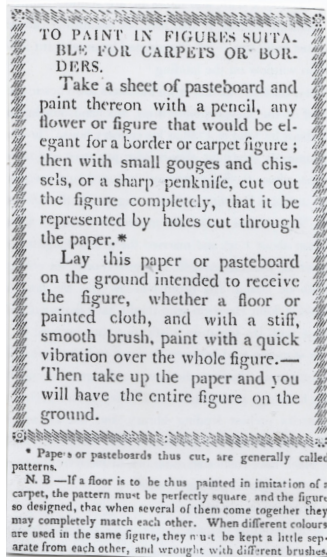 TO PAINT IN FIGURES SUITA-
BLE FOR CARPETS OR BOR-
DERS.
Take a sheet of pasteboard and
paint thereon with a pencil, any
flower or figure that would be el-
egant for a border or carpet figure ;
then with small gouges and chis-
sels, or a sharp penknife, cut out
the figure completely, that it be
represented by holes cut through
the paper.*
Lay this paper or pasteboard
on the ground intended to receive
the figure, whether a floor or
painted cloth, and with a stiff,
smooth brush, paint with a quick
vibration over the whole figure.—
Then take up the paper and you
will have the entire figure on the
ground.
* Papers or pasteboards thus cut, are generally called
patterns.
N. B—If a floor is to be thus painted in imitation of a
carpet, the pattern must be perfectly square and the figure
so designed, that when several of them come together they
may completely match each other. When different colours
are used in the same figure, they must be kept a little sep-
arate from each other, and wrought with different brushes